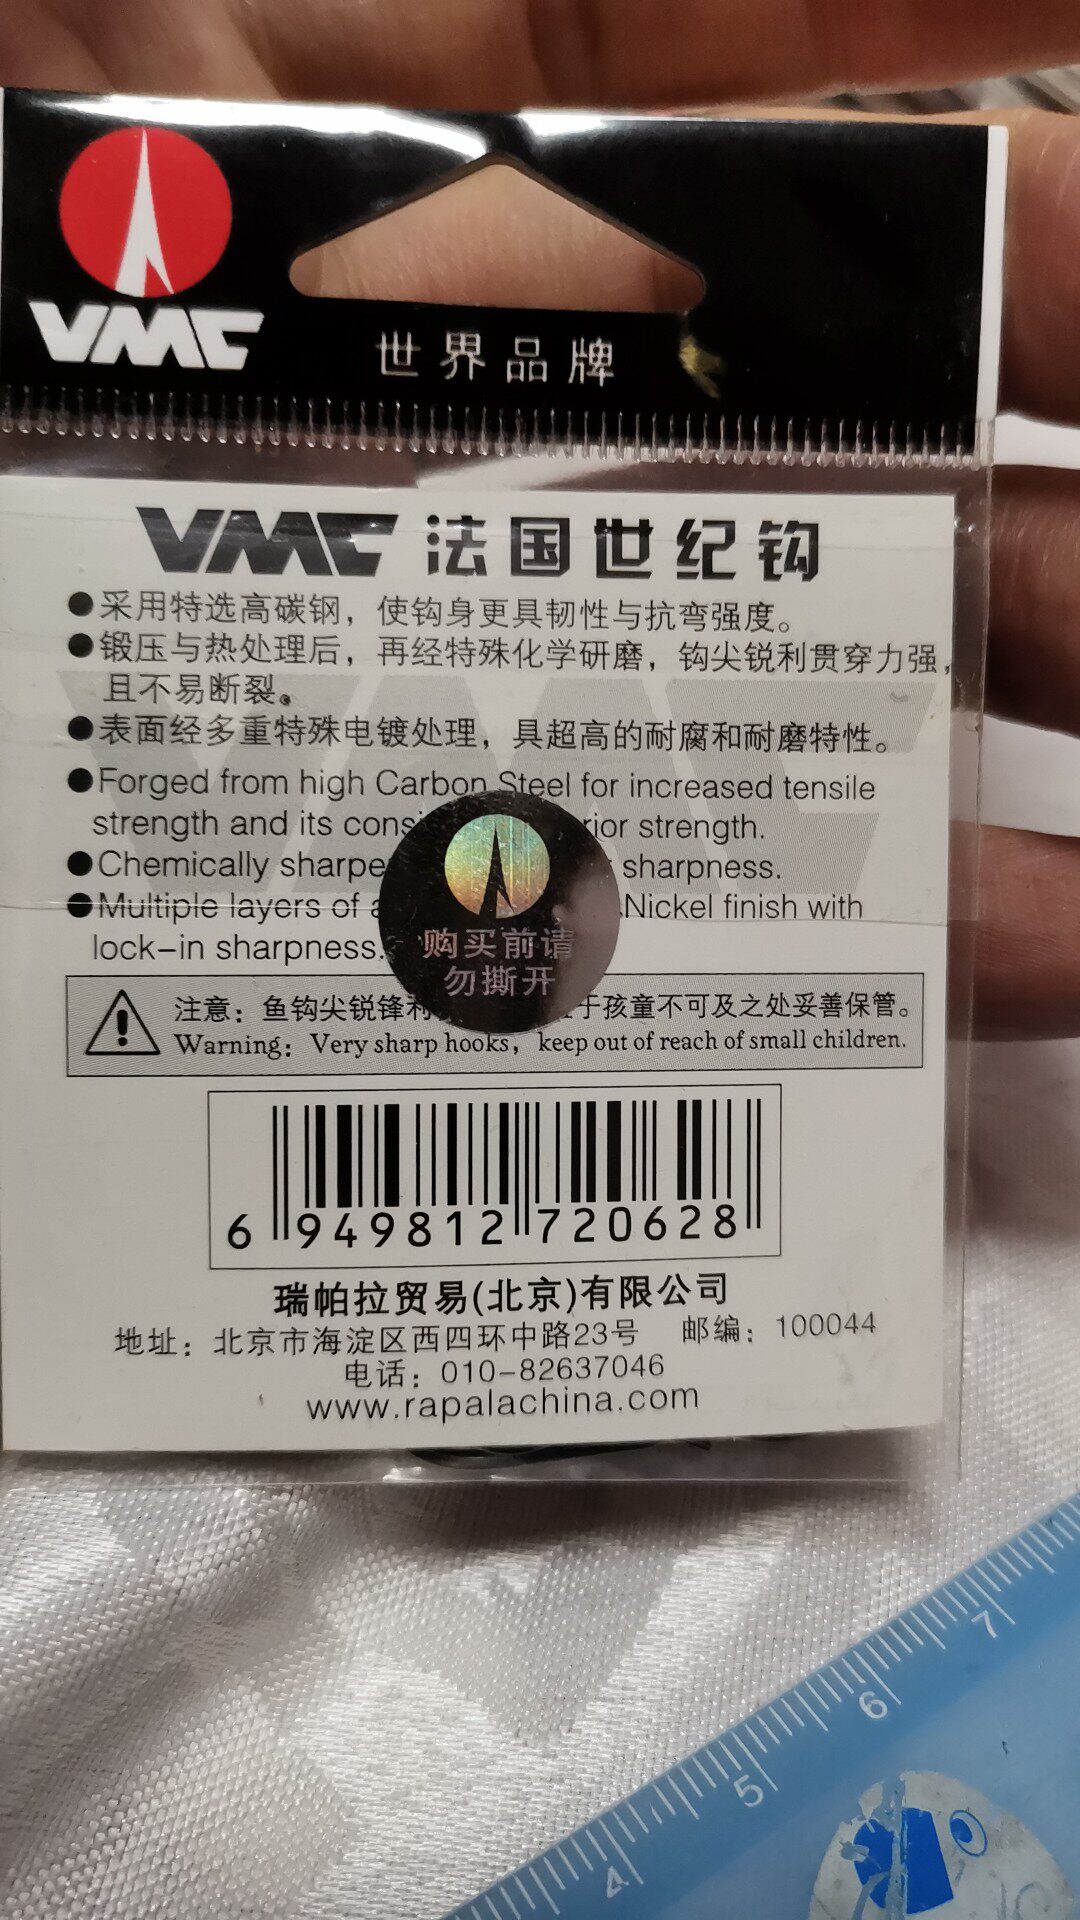 VMC
世界品牌
VMC 法国世纪钩
●采用特选高碳钢，使钩身更具韧性与抗弯强度。
●锻压与热处理后，再经特殊化学研磨，钩尖锐利贯穿力强，
且不易断裂。
●表面经多重特殊电镀处理，具超高的耐腐和耐磨特性。
●Forged from high Carbon Steel for increased tensile
strength and its cons rior strength.
●Chemically sharpe sharpness.
●Multiple layers of Nickel finish with
lock-in sharpness.
购买前请
勿撕开
注意：鱼钩尖锐锋利 于孩童不可及之处妥善保管。
Warning: Very sharp hooks, keep out of reach of small children.
6 949812 720628
瑞帕拉贸易(北京)有限公司
地址：北京市海淀区西四环中路23号 邮编：100044
电话：010-82637046
www.rapalachina.com
7
6
5
4